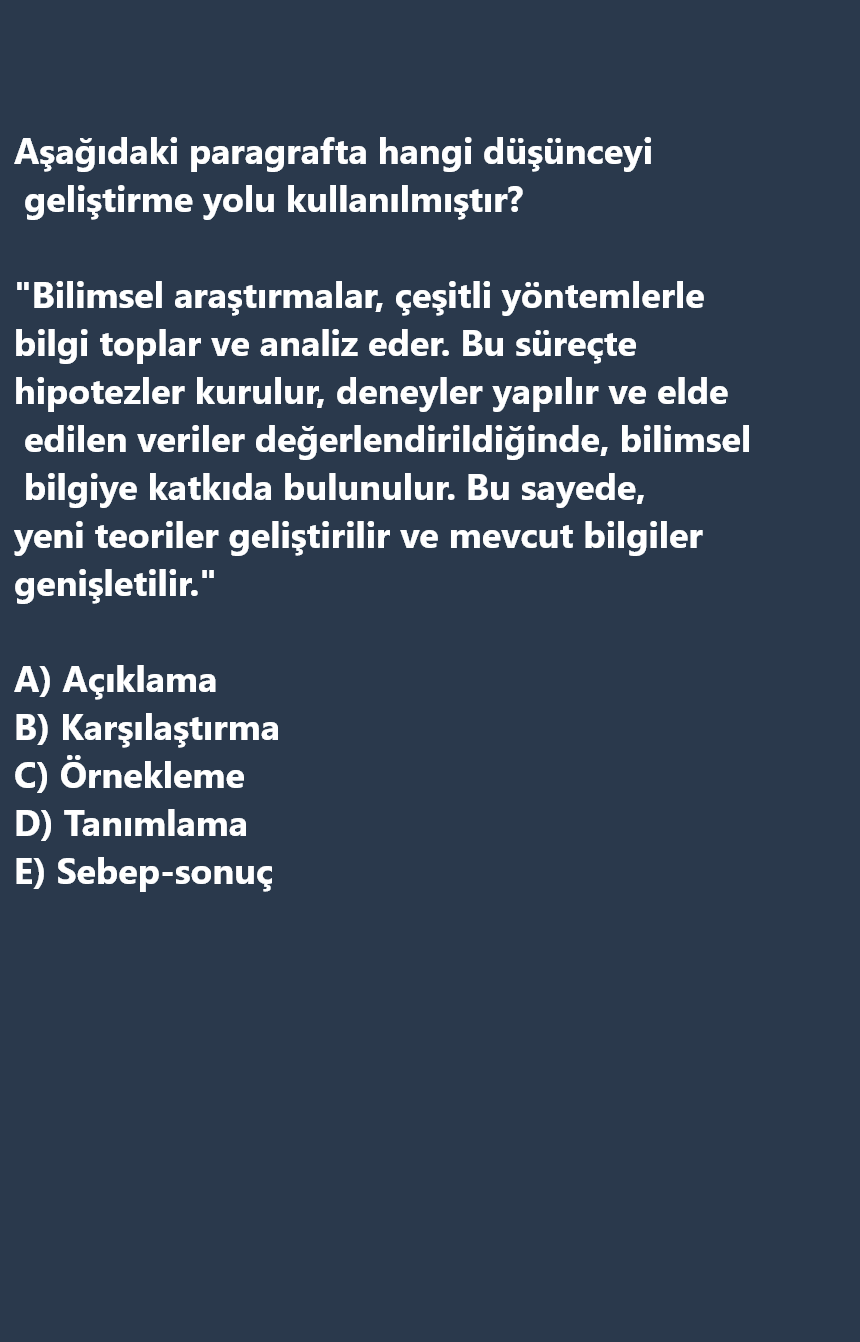 Aşağıdaki paragrafta hangi düşünceyi
geliştirme yolu kullanılmıştır?
"Bilimsel araştırmalar, çeşitli yöntemlerle
bilgi toplar ve analiz eder. Bu süreçte
hipotezler kurulur, deneyler yapılır ve elde
edilen veriler değerlendirildiğinde, bilimsel
bilgiye katkıda bulunulur. Bu sayede,
yeni teoriler geliştirilir ve mevcut bilgiler
genişletilir."
A) Açıklama
B) Karşılaştırma
C) Örnekleme
D) Tanımlama
E) Sebep-sonuç